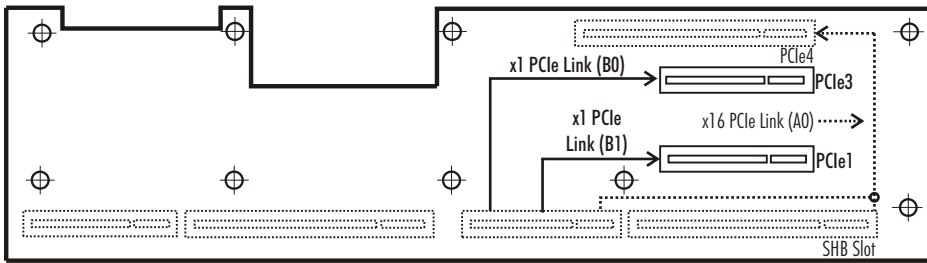 PCIe4
x1 PCIe Link (B0)
PCIe3
x1 PCIe
Link (B1)
x16 PCIe Link (A0)
PCIe1
SHB Slot